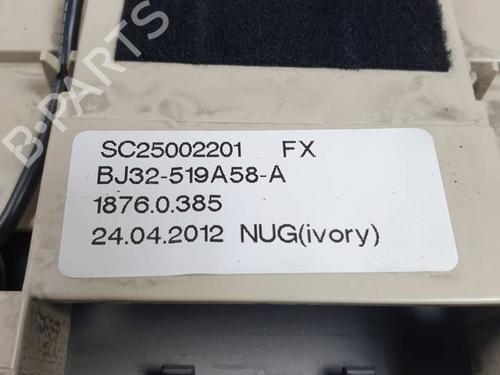 B-PARTS
SC25002201 FX
BJ32-519A58-A
1876.0.385
24.04.2012 NUG(ivory)